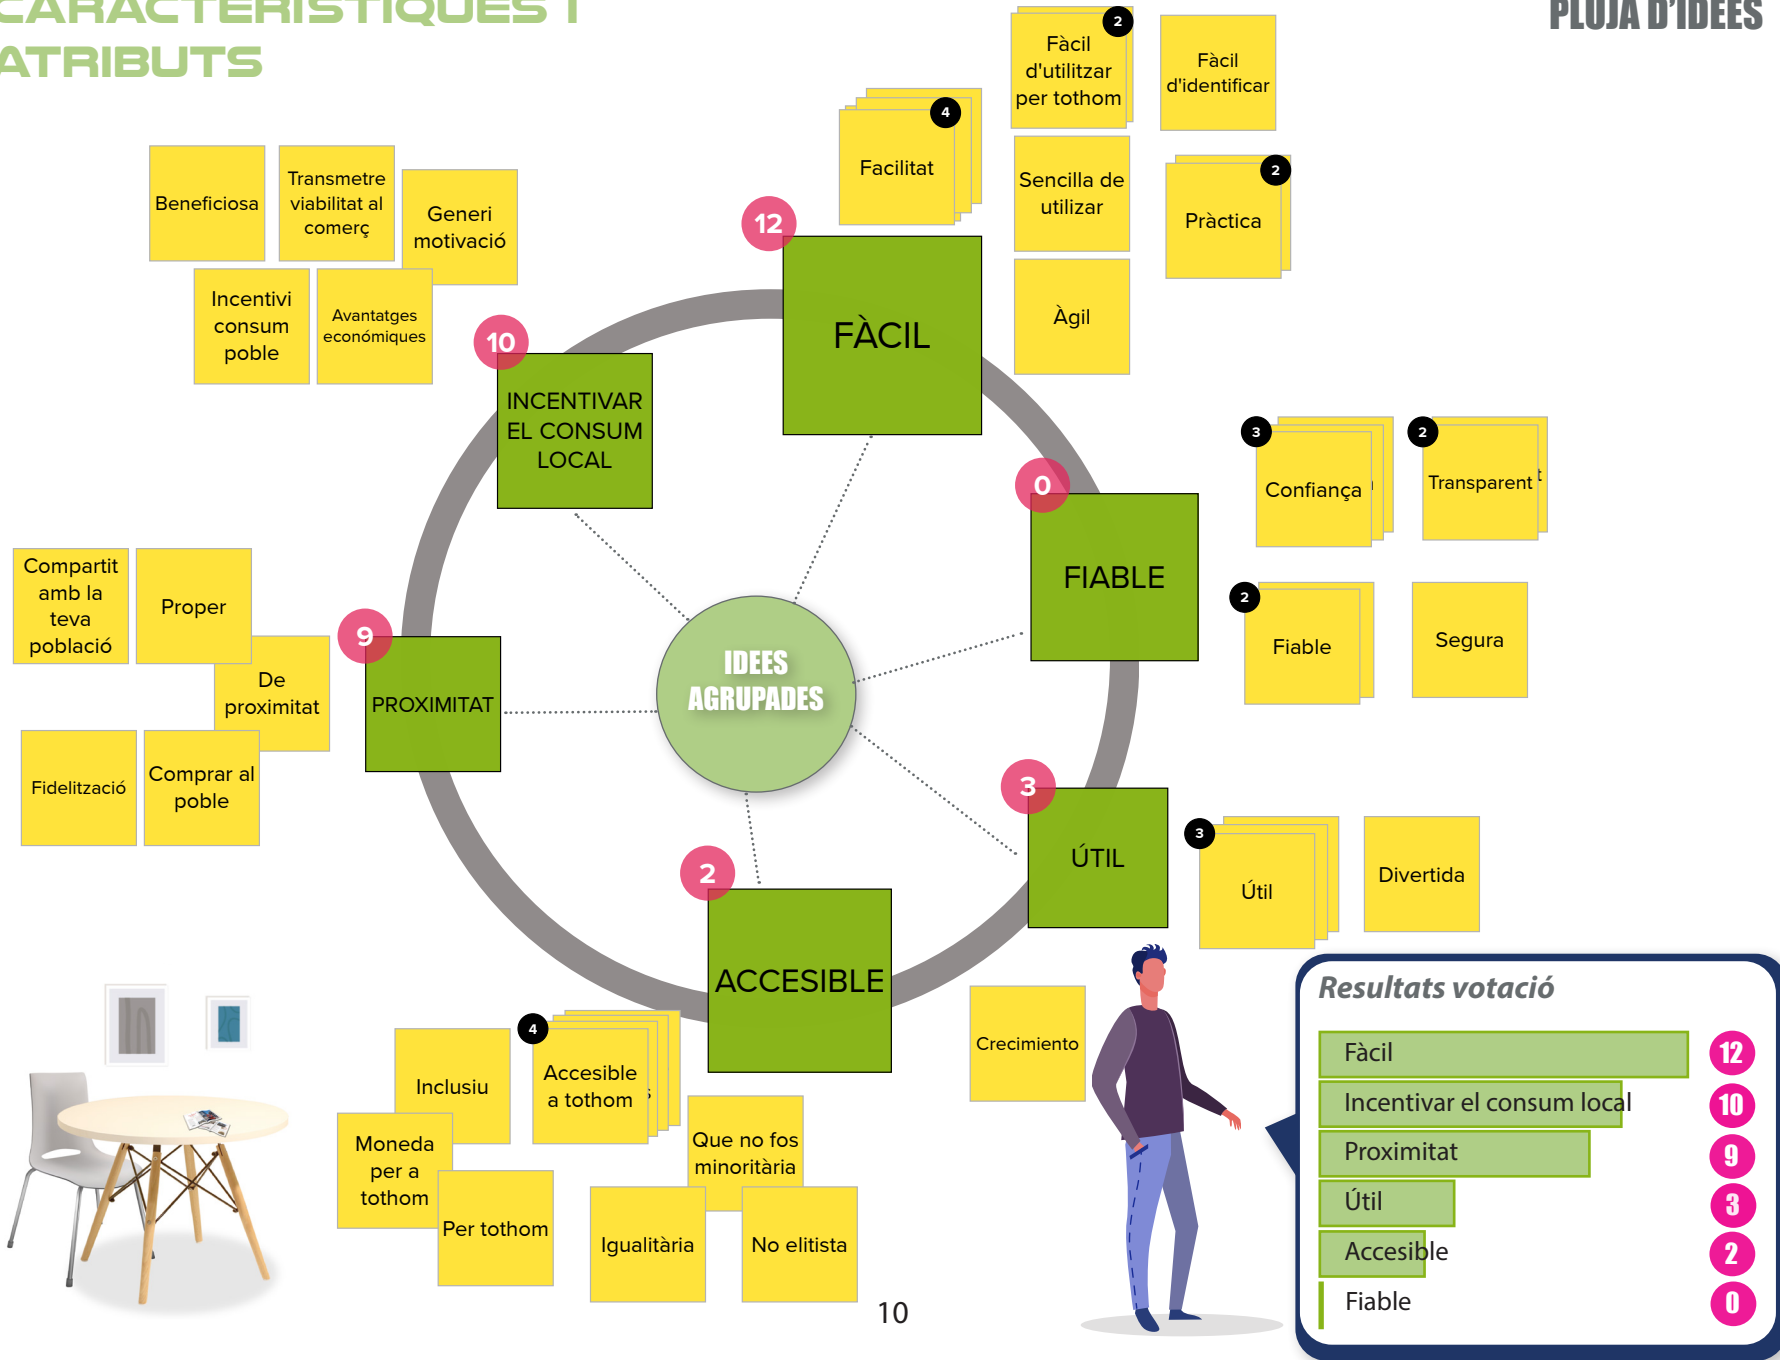 CARACTERÍSTIQUES I
ATRIBUTS
PLUJA D'IDEES
2
Fàcil
d'utilitzar
per tothom
Fàcil
d'identificar
4
Facilitat
Sencilla de
utilizar
2
Pràctica
Àgil
Beneficiosa
Transmetre
viabilitat al
comerç
Generi
motivació
Incentivi
consum
poble
Avantatges
económiques
12
FÀCIL
10
INCENTIVAR
EL CONSUM
LOCAL
0
FIABLE
3
Confiança
2
Transparent
t
2
Fiable
Segura
Compartit
amb la
teva
població
Proper
De
proximitat
Fidelització
Comprar al
poble
9
PROXIMITAT
IDEES
AGRUPADES
3
ÚTIL
3
Útil
Divertida
2
ACCESIBLE
Crecimiento
Inclusiu
4
Accesible
a tothom
s
Moneda
per a
tothom
Per tothom
Que no fos
minoritària
Igualitària
No elitista
Resultats votació
Fàcil 12
Incentivar el consum local 10
Proximitat 9
Útil 3
Accesible 2
Fiable 0
10